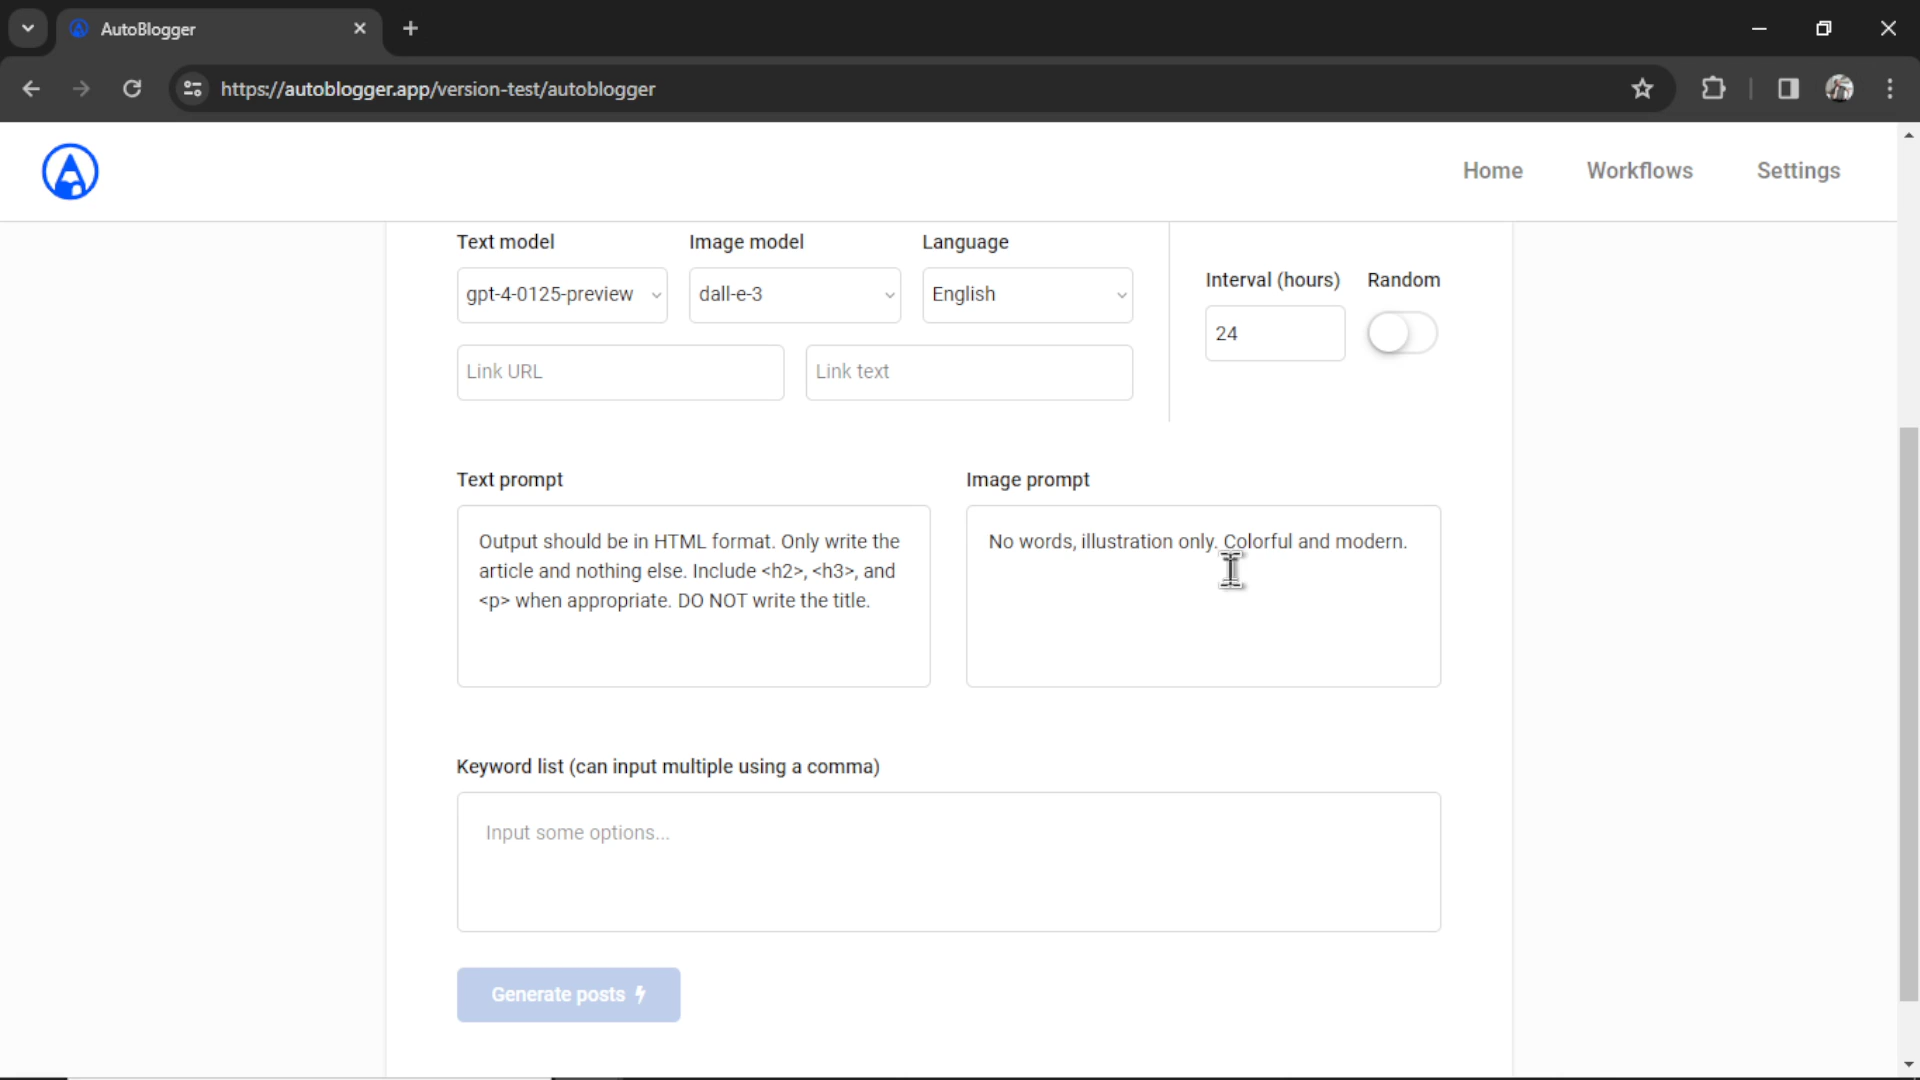 AutoBlogger
https://autoblogger.app/version-test/autoblogger
Home Workflows Settings
Text model Image model Language
Interval (hours) Random
gpt-4-0125-preview dall-e-3 English
24
Link URL Link text
Text prompt Image prompt
Output should be in HTML format. Only write the
article and nothing else. Include <h2>, <h3>, and
<p> when appropriate. DO NOT write the title.
No words, illustration only. Colorful and modern.
Keyword list (can input multiple using a comma)
Input some options...
Generate posts